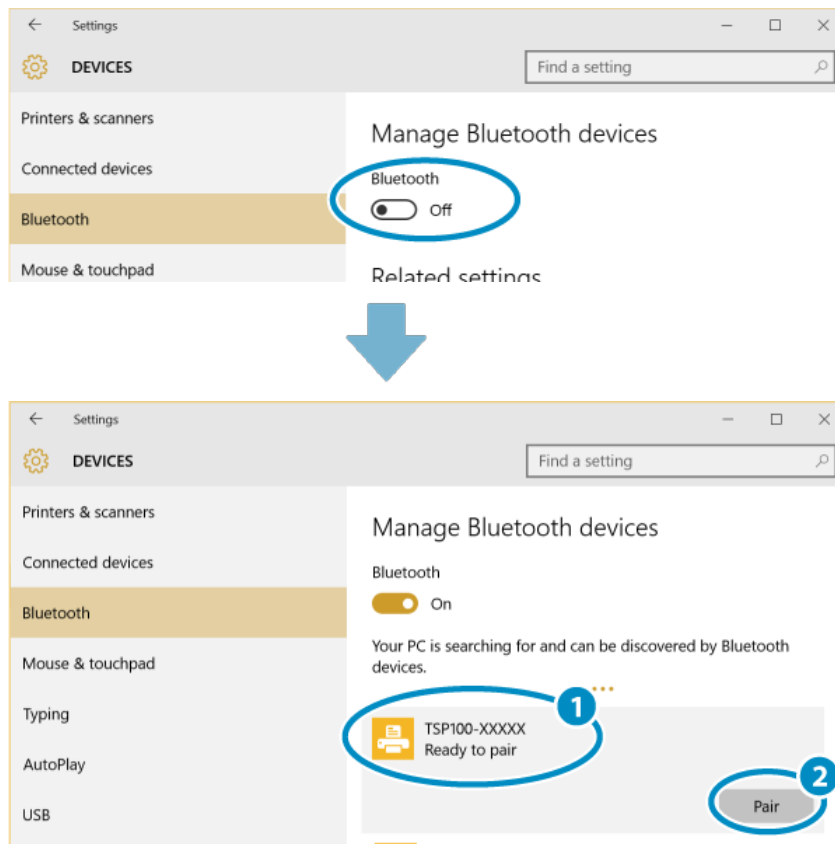 Settings
DEVICES
Find a setting
Printers & scanners
Connected devices
Bluetooth
Mouse & touchpad
Manage Bluetooth devices
Bluetooth
Off
Related settings
Settings
DEVICES
Find a setting
Printers & scanners
Connected devices
Bluetooth
Mouse & touchpad
Typing
AutoPlay
USB
Manage Bluetooth devices
Bluetooth
On
Your PC is searching for and can be discovered by Bluetooth
devices.
1
TSP100-XXXXX
Ready to pair
2
Pair